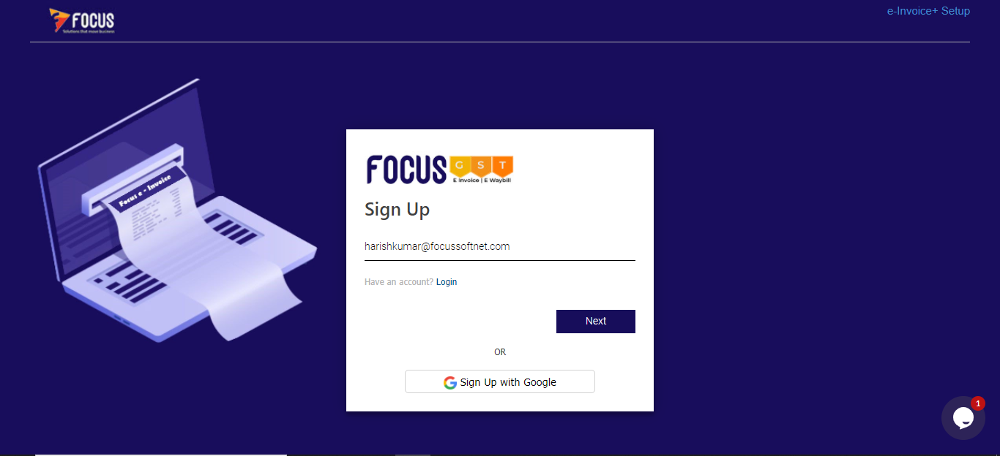 FOCUS
Solutions that move business
e-Invoice+ Setup
Focus e - Invoice
FOCUS GST
E Invoice | E Waybill
Sign Up
harishkumar@focussoftnet.com
Have an account? Login
Next
OR
Sign Up with Google
1